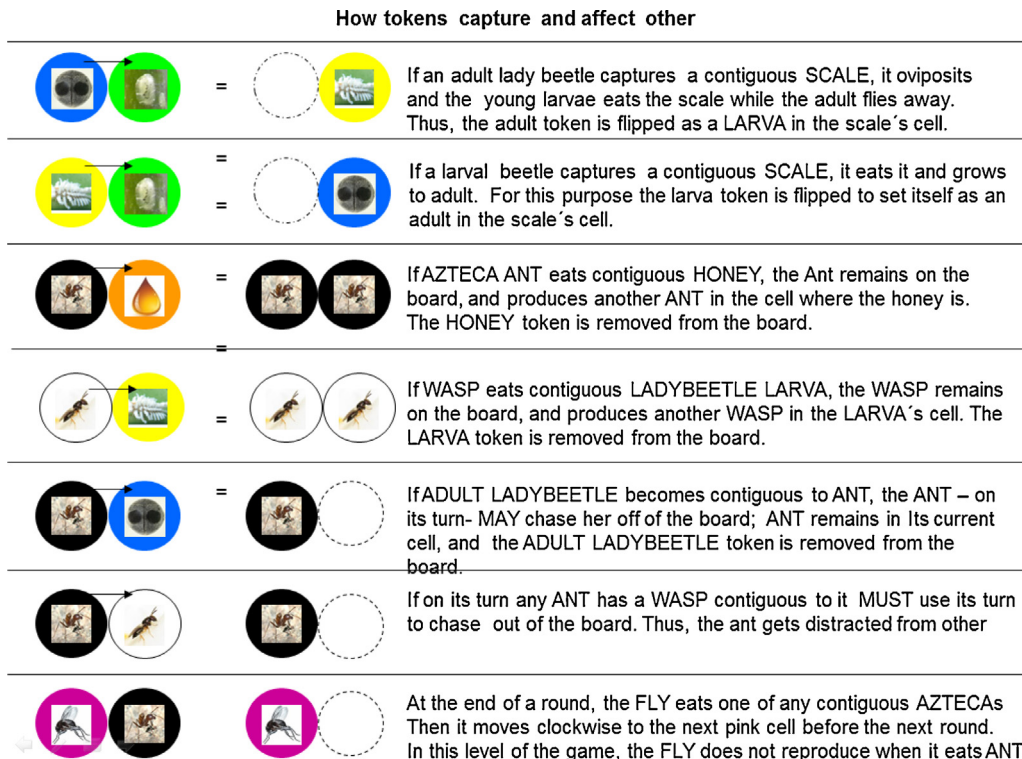 How tokens capture and affect other
=
If an adult lady beetle captures a contiguous SCALE, it oviposits
and the young larvae eats the scale while the adult flies away.
Thus, the adult token is flipped as a LARVA in the scale´s cell.
=
=
If a larval beetle captures a contiguous SCALE, it eats it and grows
to adult. For this purpose the larva token is flipped to set itself as an
adult in the scale´s cell.
=
If AZTECA ANT eats contiguous HONEY, the Ant remains on the
board, and produces another ANT in the cell where the honey is.
The HONEY token is removed from the board.
=
=
If WASP eats contiguous LADYBEETLE LARVA, the WASP remains
on the board, and produces another WASP in the LARVA´s cell. The
LARVA token is removed from the board.
=
If ADULT LADYBEETLE becomes contiguous to ANT, the ANT – on
its turn- MAY chase her off of the board; ANT remains in Its current
cell, and the ADULT LADYBEETLE token is removed from the
board.
If on its turn any ANT has a WASP contiguous to it MUST use its turn
to chase out of the board. Thus, the ant gets distracted from other
At the end of a round, the FLY eats one of any contiguous AZTECAs
Then it moves clockwise to the next pink cell before the next round.
In this level of the game, the FLY does not reproduce when it eats ANT